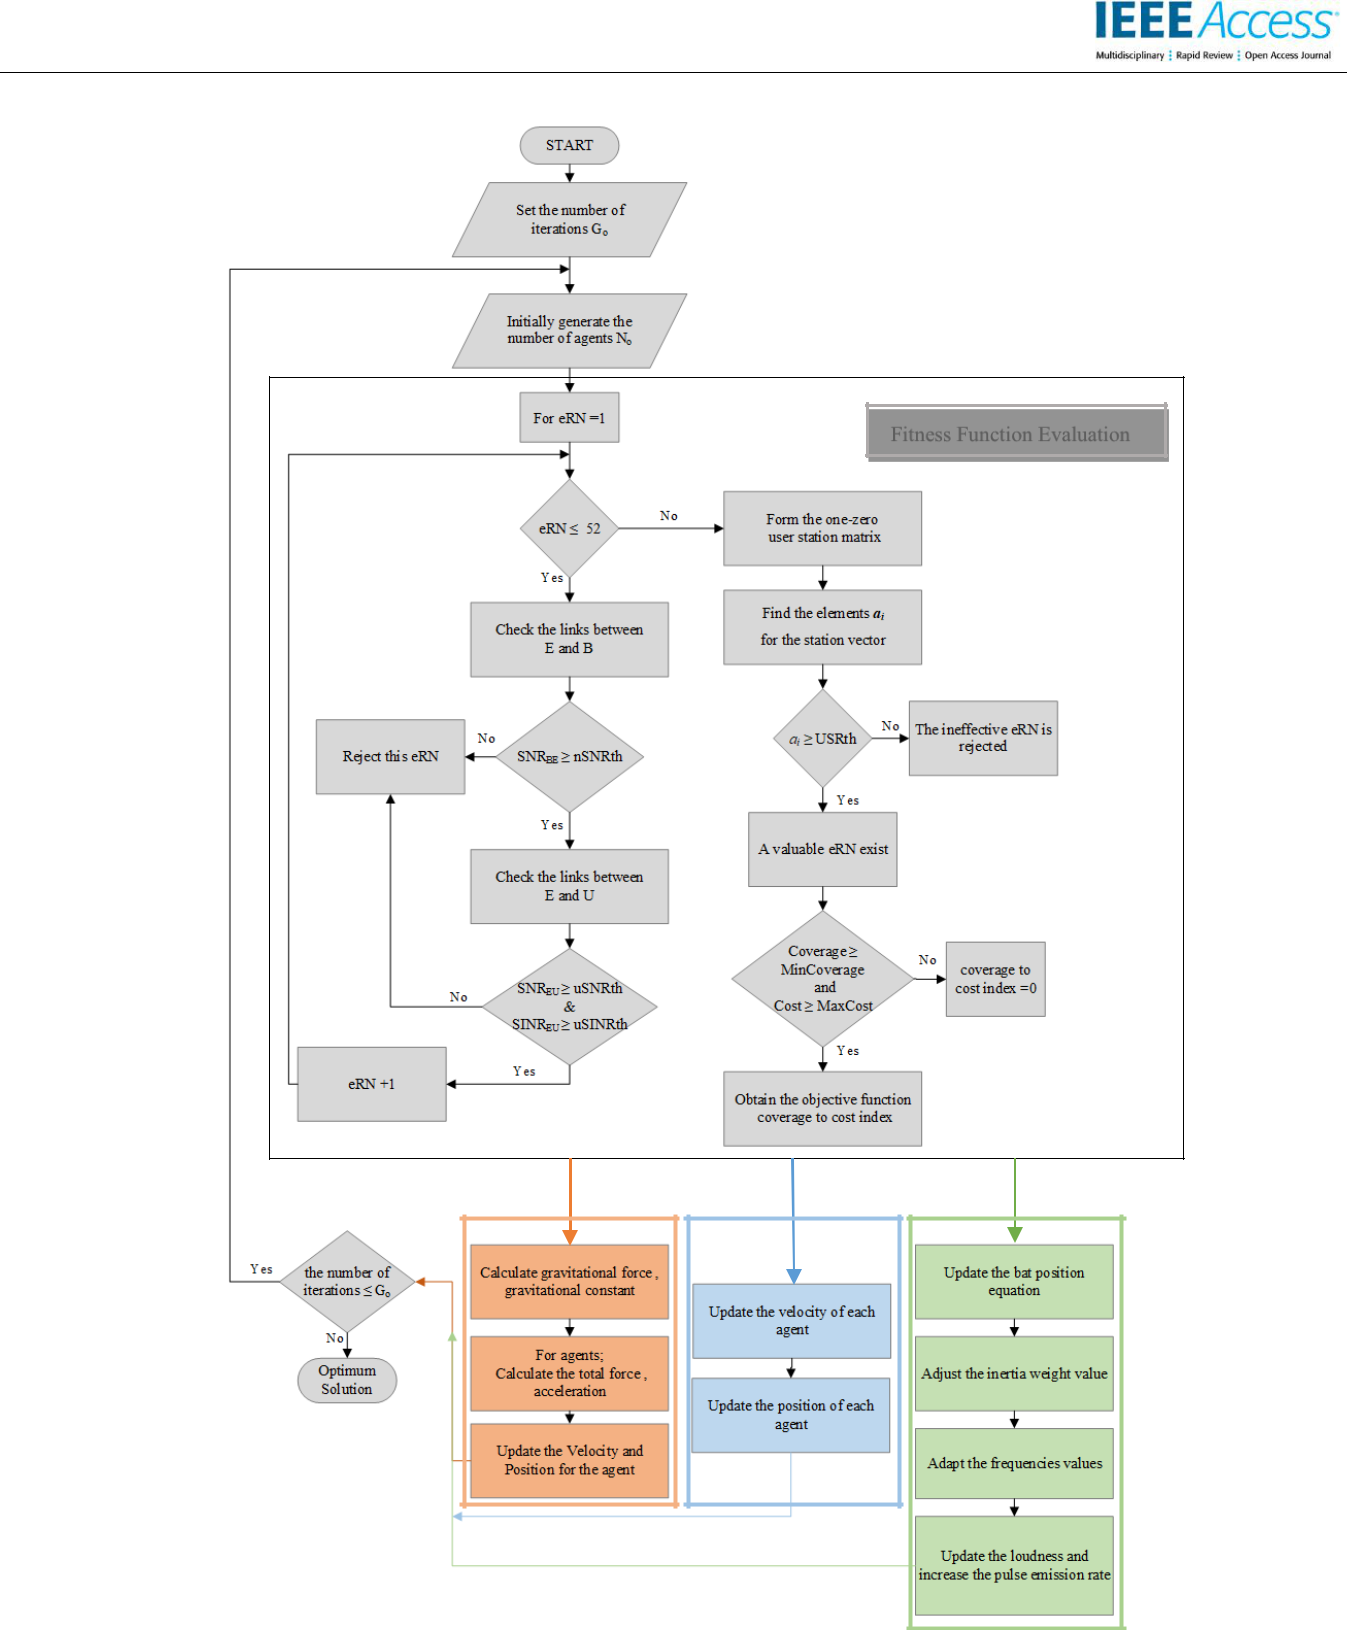 IEEE Access
Multidisciplinary Rapid Review Open Access Journal
START
Set the number of
iterations Go
Initially generate the
number of agents No
For eRN =1
Fitness Function Evaluation
eRN ≤ 52
No
Yes
Form the one-zero
user station matrix
Check the links between
E and B
Find the elements ai
for the station vector
SNRBE ≥ nSNRth
No
Yes
Reject this eRN
ai ≥ USRth
No
Yes
The ineffective eRN is
rejected
Check the links between
E and U
A valuable eRN exist
SNREU ≥ uSNRth
&
SINREU ≥ uSINRth
No
Yes
eRN +1
Coverage ≥
MinCoverage
and
Cost ≥ MaxCost
No
Yes
coverage to
cost index =0
Obtain the objective function
coverage to cost index
the number of
iterations ≤ Go
Yes
No
Optimum
Solution
Calculate gravitational force ,
gravitational constant
For agents;
Calculate the total force ,
acceleration
Update the Velocity and
Position for the agent
Update the velocity of each
agent
Update the position of each
agent
Update the bat position
equation
Adjust the inertia weight value
Adapt the frequencies values
Update the loudness and
increase the pulse emission rate